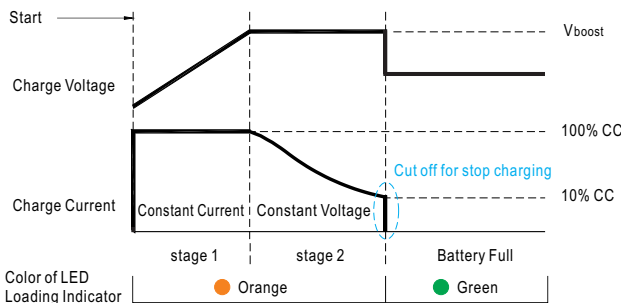 Start
Vboost
Charge Voltage
100% CC
Cut off for stop charging
10% CC
Charge Current
Constant Current
Constant Voltage
stage 1
stage 2
Battery Full
Color of LED
Loading Indicator
Orange
Green